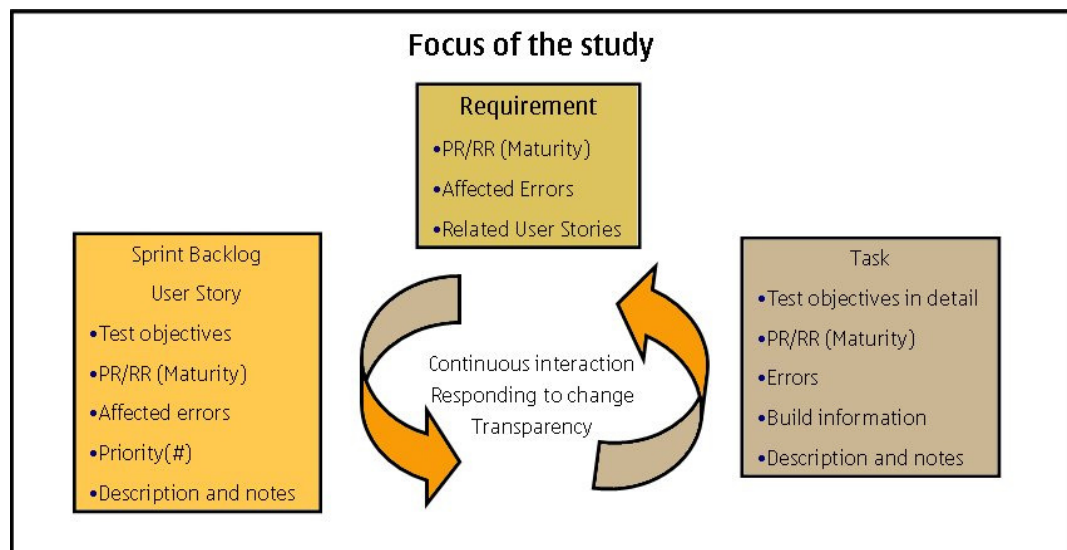 Focus of the study
Requirement
•PR/RR (Maturity)
•Affected Errors
•Related User Stories
Sprint Backlog
User Story
•Test objectives
•PR/RR (Maturity)
•Affected errors
•Priority(#)
•Description and notes
Continuous interaction
Responding to change
Transparency
Task
•Test objectives in detail
•PR/RR (Maturity)
•Errors
•Build information
•Description and notes